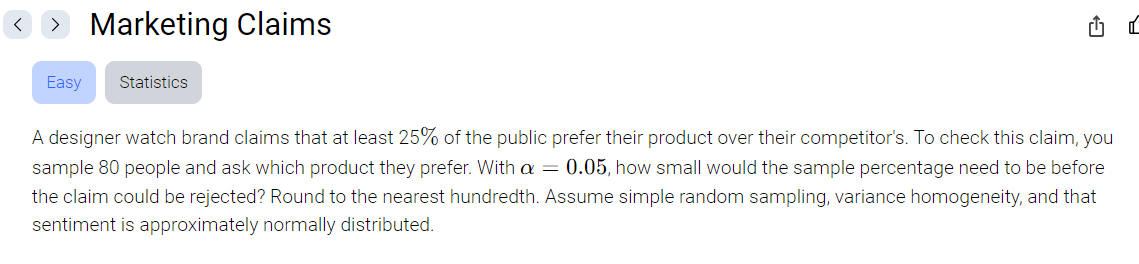 Marketing Claims
Easy
Statistics
A designer watch brand claims that at least 25% of the public prefer their product over their competitor's. To check this claim, you
sample 80 people and ask which product they prefer. With α = 0.05, how small would the sample percentage need to be before
the claim could be rejected? Round to the nearest hundredth. Assume simple random sampling, variance homogeneity, and that
sentiment is approximately normally distributed.